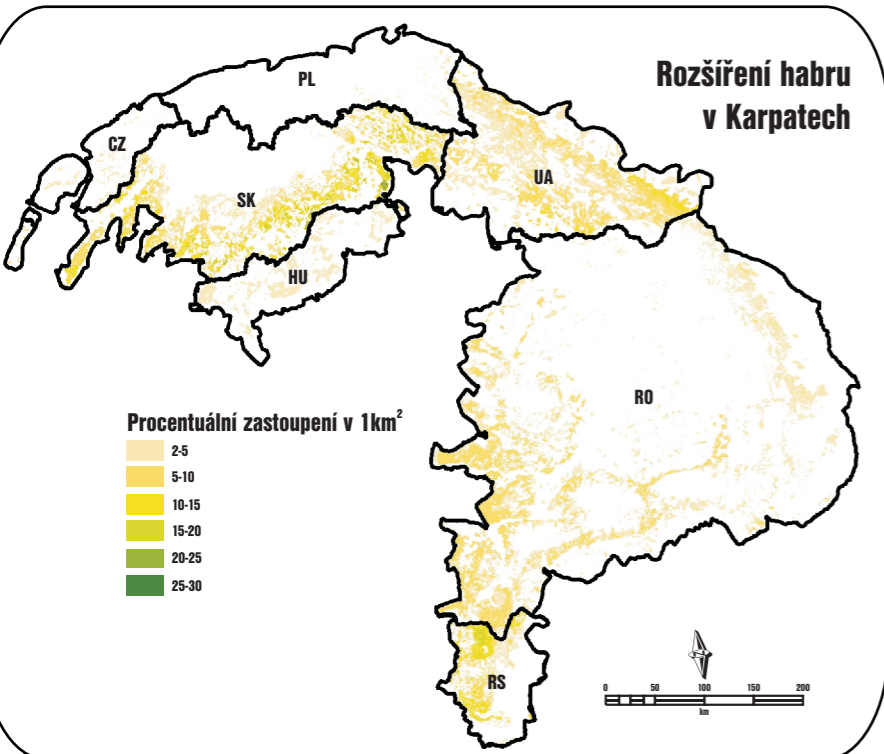 Rozšíření habru
v Karpatech
PL
CZ
SK
UA
HU
RO
RS
Procentuální zastoupení v 1km²
2-5
5-10
10-15
15-20
20-25
25-30
0 50 100 150 200
km